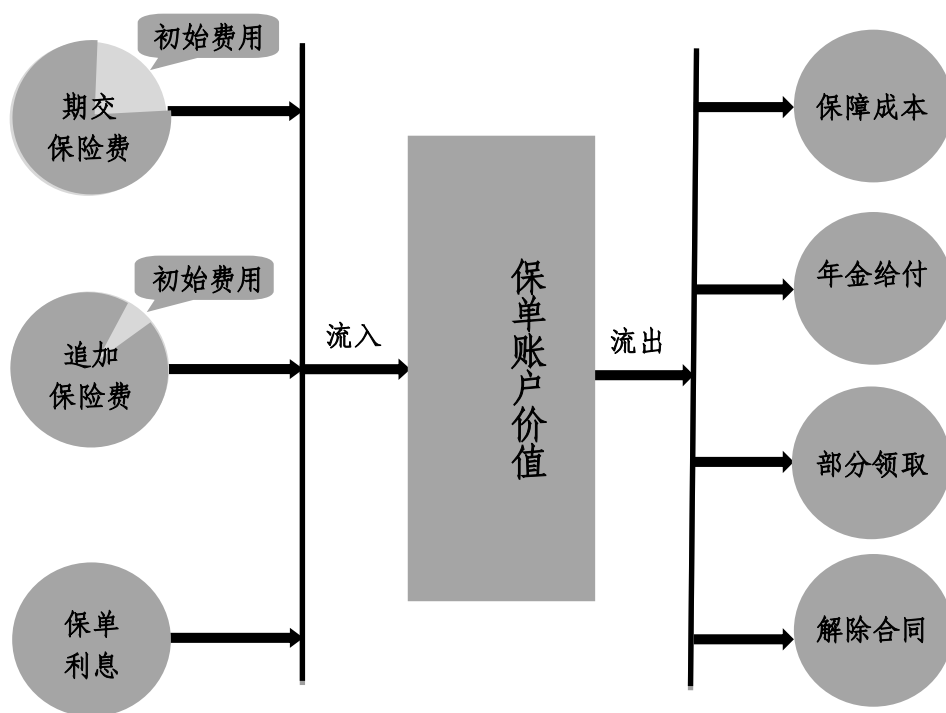 初始费用
期交
保险费
初始费用
追加
保险费
保单
利息
流入
保单账户价值
流出
保障成本
年金给付
部分领取
解除合同